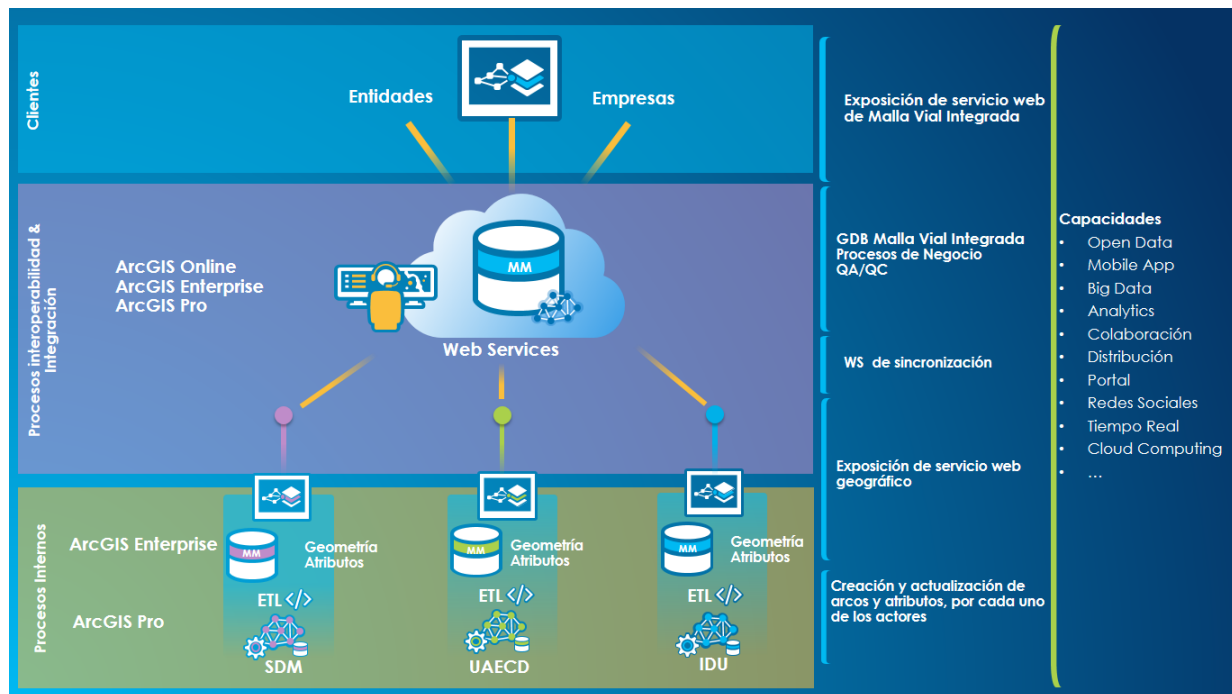 Clientes
Entidades
Empresas
Exposición de servicio web
de Malla Vial Integrada
Procesos interoperabilidad &
Integración
ArcGIS Online
ArcGIS Enterprise
ArcGIS Pro
MM
Web Services
GDB Malla Vial Integrada
Procesos de Negocio
QA/QC
WS de sincronización
Exposición de servicio web
geográfico
Procesos Internos
ArcGIS Enterprise
ArcGIS Pro
MM
Geometría
Atributos
ETL </>
SDM
MM
Geometría
Atributos
ETL </>
UAECD
MM
Geometría
Atributos
ETL </>
IDU
Creación y actualización de
arcos y atributos, por cada uno
de los actores
Capacidades
• Open Data
• Mobile App
• Big Data
• Analytics
• Colaboración
• Distribución
• Portal
• Redes Sociales
• Tiempo Real
• Cloud Computing
• ...